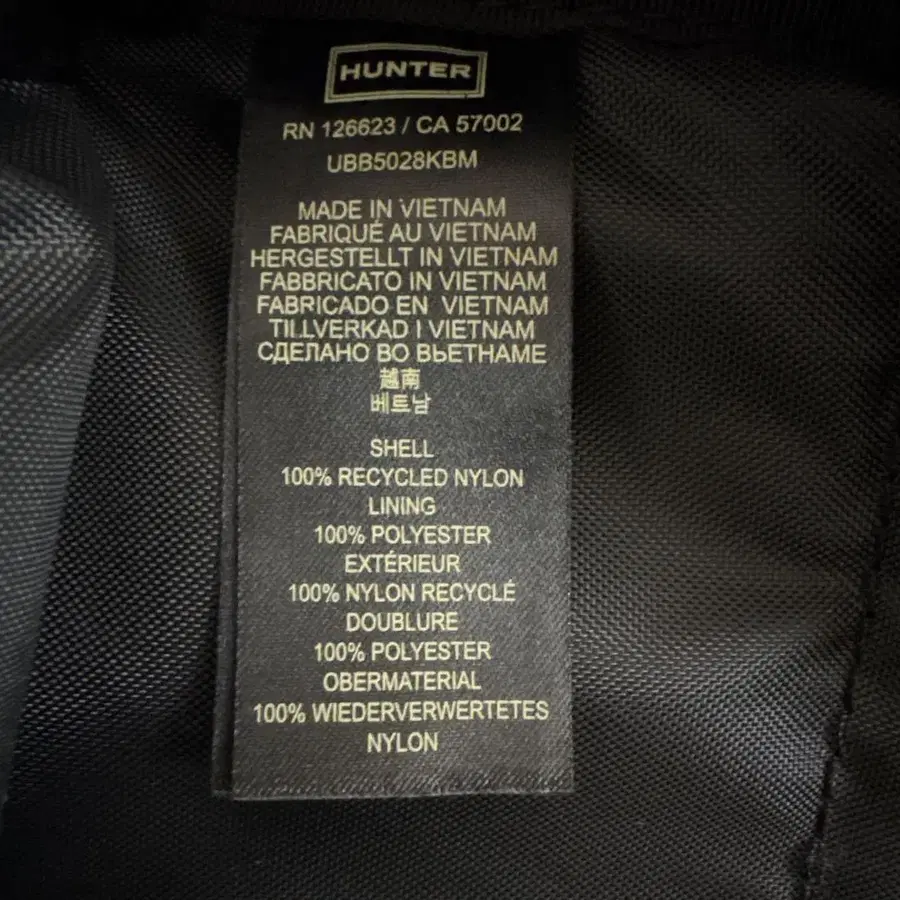 HUNTER
RN 126623 / CA 57002
UBB5028KBM
MADE IN VIETNAM
FABRIQUÉ AU VIETNAM
HERGESTELLT IN VIETNAM
FABBRICATO IN VIETNAM
FABRICADO EN VIETNAM
TILLVERKAD I VIETNAM
СДЕЛАНО ВО ВЬЕТНАМЕ
越南
베트남
SHELL
100% RECYCLED NYLON
LINING
100% POLYESTER
EXTÉRIEUR
100% NYLON RECYCLÉ
DOUBLURE
100% POLYESTER
OBERMATERIAL
100% WIEDERVERWERTETES
NYLON